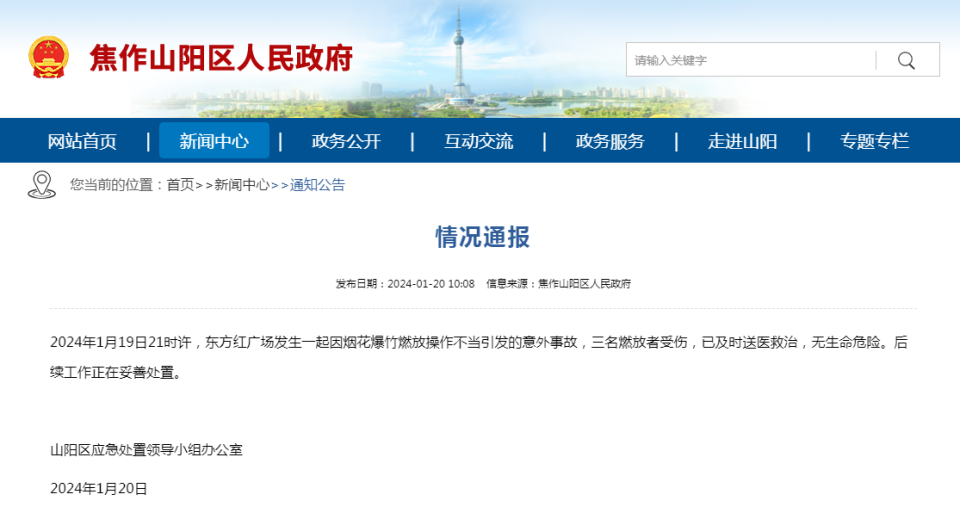 焦作山阳区人民政府
请输入关键字
网站首页 | 新闻中心 | 政务公开 | 互动交流 | 政务服务 | 走进山阳 | 专题专栏
您当前的位置：首页>>新闻中心>>通知公告
情况通报
发布日期：2024-01-20 10:08 信息来源：焦作山阳区人民政府
2024年1月19日21时许，东方红广场发生一起因烟花爆竹燃放操作不当引发的意外事故，三名燃放者受伤，已及时送医救治，无生命危险。后
续工作正在妥善处置。
山阳区应急处置领导小组办公室
2024年1月20日